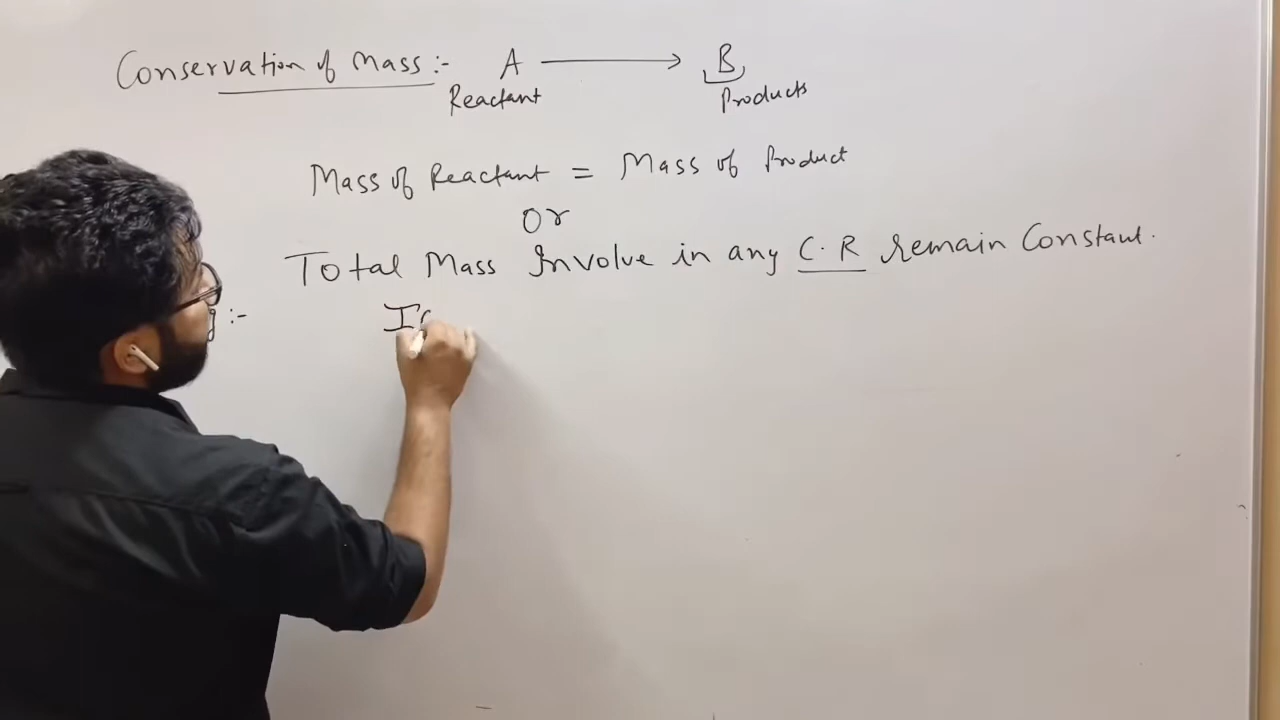 Conservation of Mass :- A ⟶ B
Reactant Products
Mass of Reactant = Mass of Product
Or
Total Mass Involve in any C.R remain Constant.
g :-